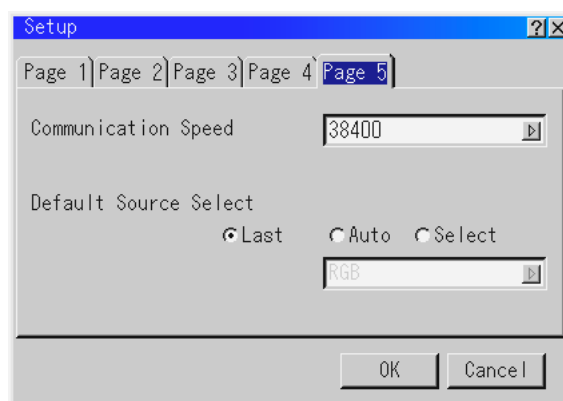 Setup
Page 1 Page 2 Page 3 Page 4 Page 5
Communication Speed 38400
Default Source Select
Last Auto Select
RGB
OK Cancel